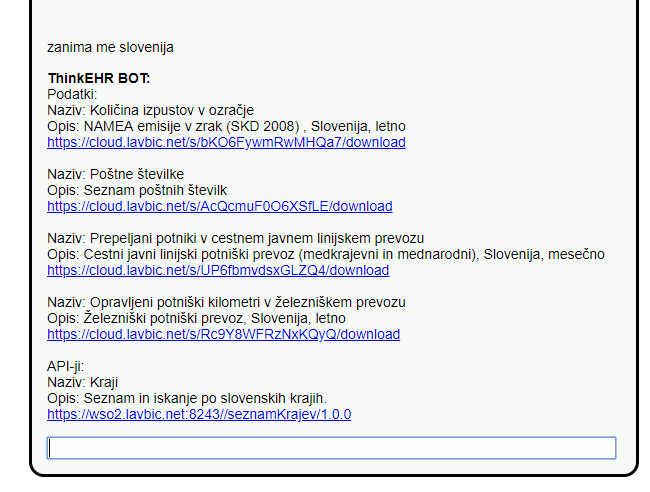 zanima me slovenija
ThinkEHR BOT:
Podatki:
Naziv: Količina izpustov v ozračje
Opis: NAMEA emisije v zrak (SKD 2008) , Slovenija, letno
https://cloud.lavbic.net/s/bKO6FywmRwMHQa7/download
Naziv: Poštne številke
Opis: Seznam poštnih številk
https://cloud.lavbic.net/s/AcQcmuF0O6XSfLE/download
Naziv: Prepeljani potniki v cestnem javnem linijskem prevozu
Opis: Cestni javni linijski potniški prevoz (medkrajevni in mednarodni), Slovenija, mesečno
https://cloud.lavbic.net/s/UP6fbmvdsxGLZQ4/download
Naziv: Opravljeni potniški kilometri v železniškem prevozu
Opis: Železniški potniški prevoz, Slovenija, letno
https://cloud.lavbic.net/s/Rc9Y8WFRzNxKQyQ/download
API-ji:
Naziv: Kraji
Opis: Seznam in iskanje po slovenskih krajih.
https://wso2.lavbic.net:8243//seznamKrajev/1.0.0